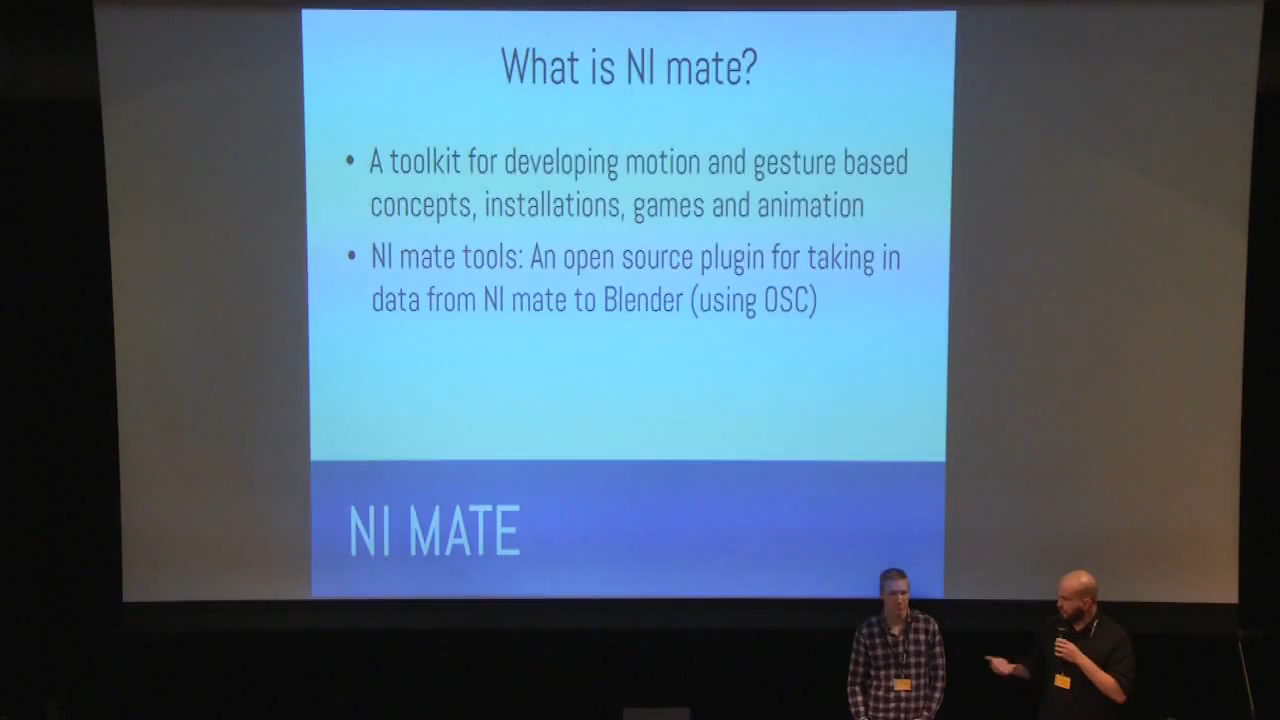 What is NI mate?
• A toolkit for developing motion and gesture based
concepts, installations, games and animation
• NI mate tools: An open source plugin for taking in
data from NI mate to Blender (using OSC)
NI MATE